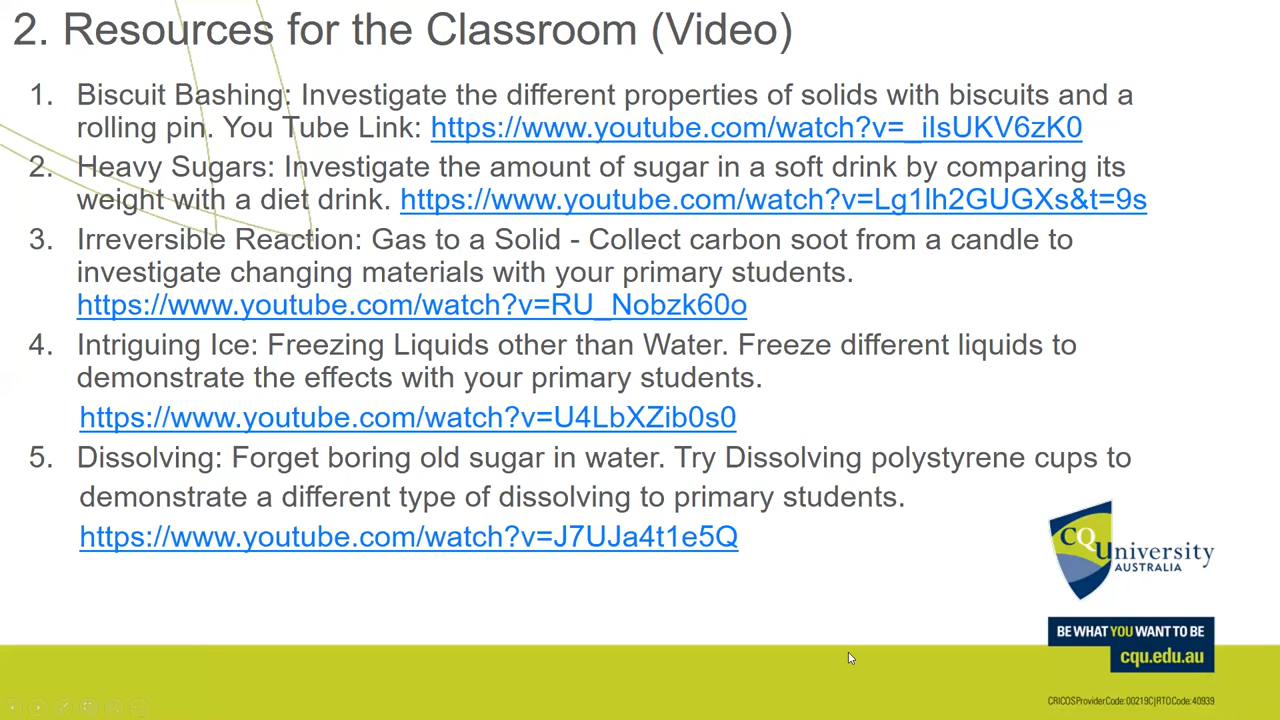 2. Resources for the Classroom (Video)
1. Biscuit Bashing: Investigate the different properties of solids with biscuits and a
rolling pin. You Tube Link: https://www.youtube.com/watch?v=_iIsUKV6zK0
2. Heavy Sugars: Investigate the amount of sugar in a soft drink by comparing its
weight with a diet drink. https://www.youtube.com/watch?v=Lg1lh2GUGXs&t=9s
3. Irreversible Reaction: Gas to a Solid - Collect carbon soot from a candle to
investigate changing materials with your primary students.
https://www.youtube.com/watch?v=RU_Nobzk60o
4. Intriguing Ice: Freezing Liquids other than Water. Freeze different liquids to
demonstrate the effects with your primary students.
https://www.youtube.com/watch?v=U4LbXZib0s0
5. Dissolving: Forget boring old sugar in water. Try Dissolving polystyrene cups to
demonstrate a different type of dissolving to primary students.
https://www.youtube.com/watch?v=J7UJa4t1e5Q
CQUniversity
AUSTRALIA
BE WHAT YOU WANT TO BE
cqu.edu.au
CRICOS Provider Code: 00219C | RTO Code: 40939